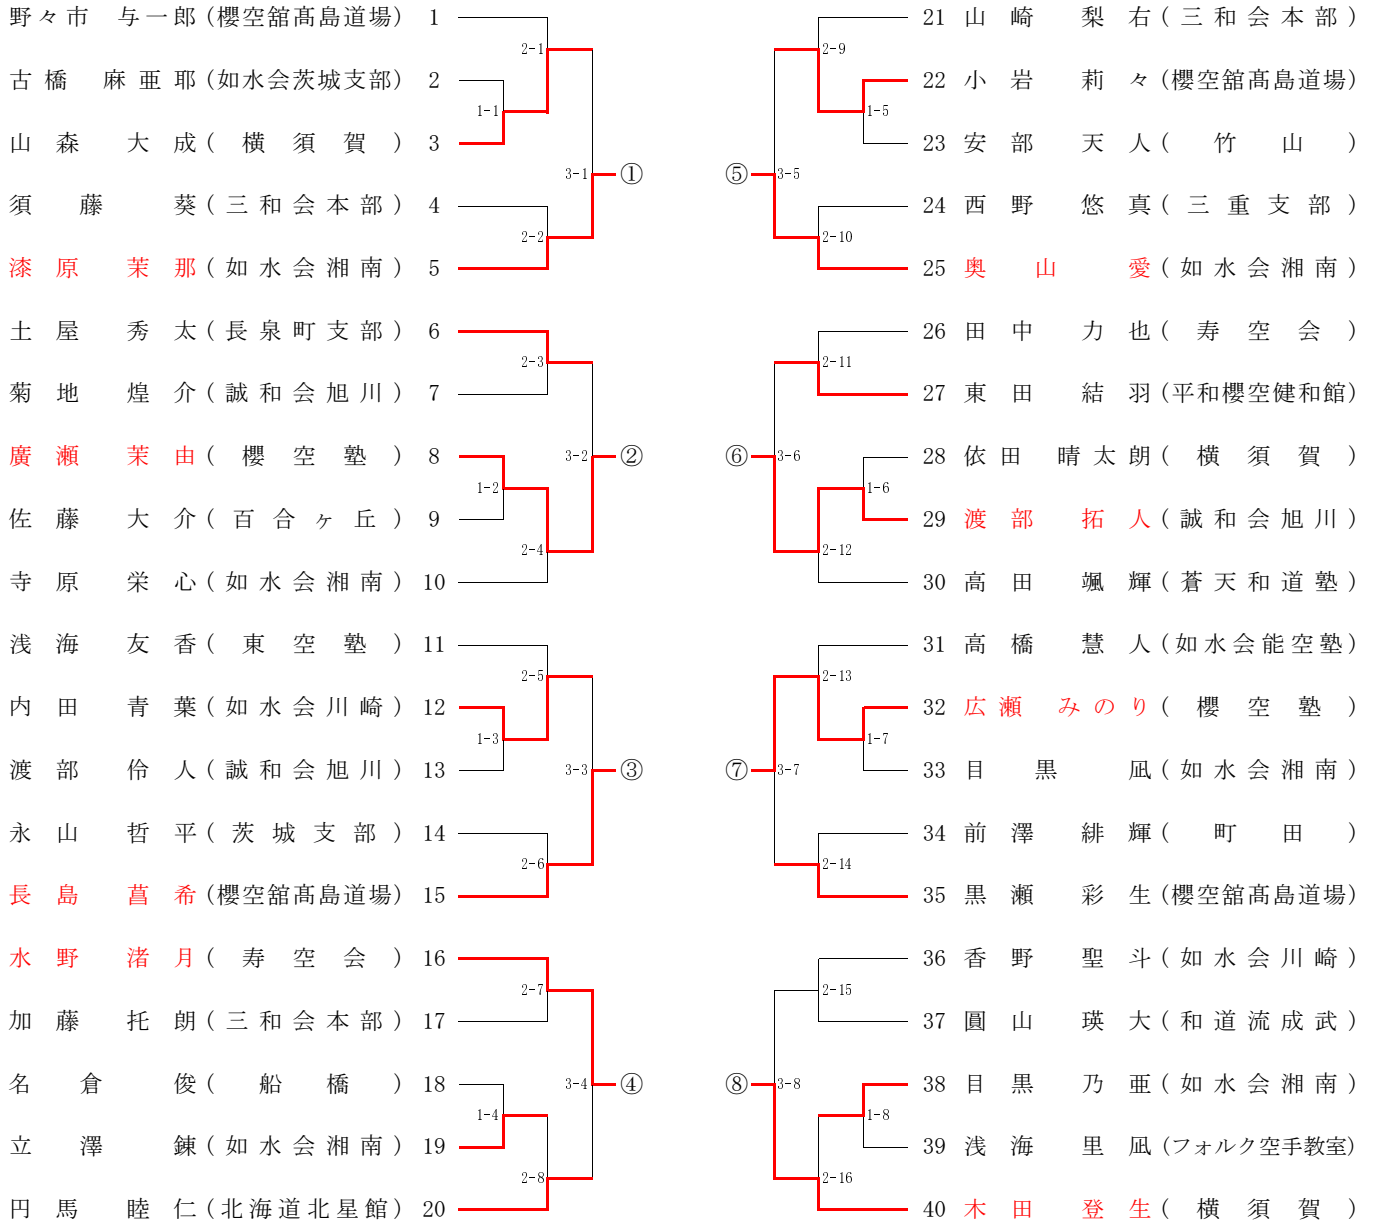 野々市 与一郎 (櫻空舘髙島道場) 1
2-1
古橋 麻亜耶 (如水会茨城支部) 2
1-1
山森 大成 (横須賀) 3
3-1 ①
須藤 葵 (三和会本部) 4
2-2
漆原 茉那 (如水会湘南) 5
土屋 秀太 (長泉町支部) 6
2-3
菊地 煌介 (誠和会旭川) 7
廣瀬 茉由 (櫻空塾) 8
3-2 ②
1-2
佐藤 大介 (百合ヶ丘) 9
2-4
寺原 栄心 (如水会湘南) 10
浅海 友香 (東空塾) 11
2-5
内田 青葉 (如水会川崎) 12
1-3
渡部 伶人 (誠和会旭川) 13
3-3 ③
永山 哲平 (茨城支部) 14
2-6
長島 菖希 (櫻空舘髙島道場) 15
水野 渚月 (寿空会) 16
2-7
加藤 托朗 (三和会本部) 17
名倉 俊 (船橋) 18
3-4 ④
1-4
立澤 錬 (如水会湘南) 19
2-8
円馬 睦仁 (北海道北星館) 20
21 山崎 梨右 (三和会本部)
2-9
22 小岩 莉々 (櫻空舘髙島道場)
1-5
23 安部 天人 (竹山)
⑤ 3-5
24 西野 悠真 (三重支部)
2-10
25 奥山 愛 (如水会湘南)
26 田中 力也 (寿空会)
2-11
27 東田 結羽 (平和櫻空健和館)
28 依田 晴太朗 (横須賀)
⑥ 3-6
1-6
29 渡部 拓人 (誠和会旭川)
2-12
30 高田 颯輝 (蒼天和道塾)
31 高橋 慧人 (如水会能空塾)
2-13
32 広瀬 みのり (櫻空塾)
1-7
33 目黒 凪 (如水会湘南)
⑦ 3-7
34 前澤 緋輝 (町田)
2-14
35 黒瀬 彩生 (櫻空舘髙島道場)
36 香野 聖斗 (如水会川崎)
2-15
37 圓山 瑛大 (和道流成武)
38 目黒 乃亜 (如水会湘南)
⑧ 3-8
1-8
39 浅海 里凪 (フォルク空手教室)
2-16
40 木田 登生 (横須賀)